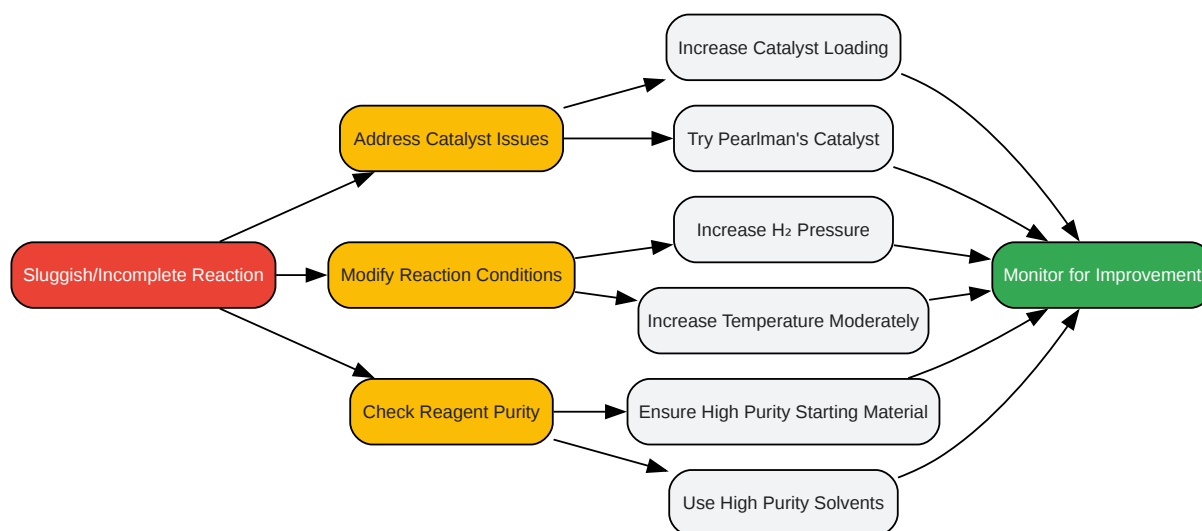 Increase Catalyst Loading
Address Catalyst Issues
Try Pearlman's Catalyst
Increase H₂ Pressure
Sluggish/Incomplete Reaction
Modify Reaction Conditions
Monitor for Improvement
Increase Temperature Moderately
Check Reagent Purity
Ensure High Purity Starting Material
Use High Purity Solvents